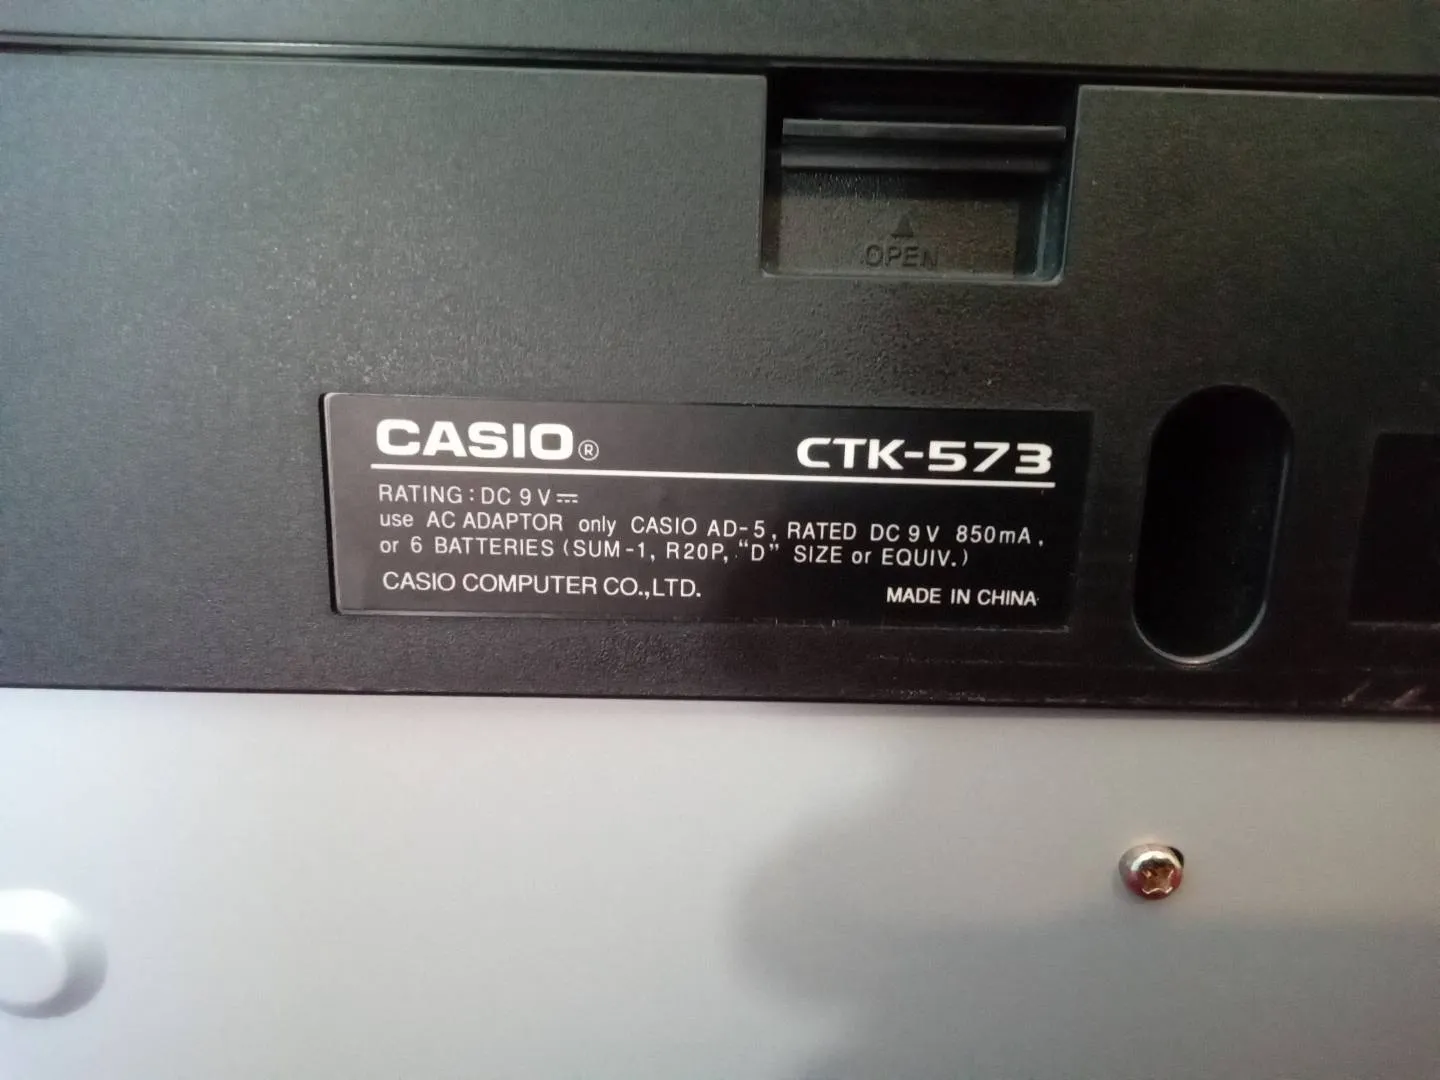 OPEN
CASIO® CTK-573
RATING : DC 9 V ⎓
use AC ADAPTOR only CASIO AD-5, RATED DC 9 V 850mA,
or 6 BATTERIES (SUM-1, R20P, “D” SIZE or EQUIV.)
CASIO COMPUTER CO.,LTD. MADE IN CHINA